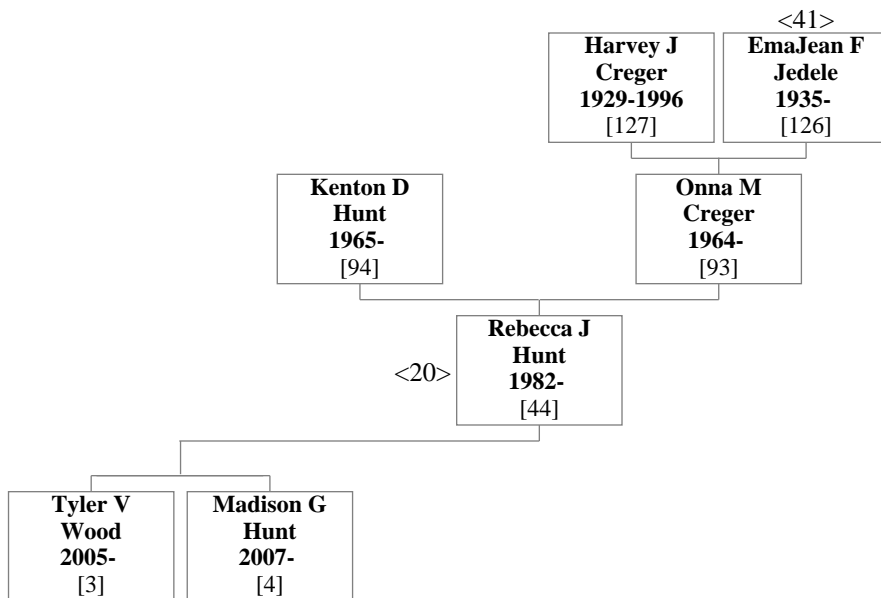 <41>
Harvey J
Creger
1929-1996
[127]
EmaJean F
Jedele
1935-
[126]
Kenton D
Hunt
1965-
[94]
Onna M
Creger
1964-
[93]
<20>
Rebecca J
Hunt
1982-
[44]
Tyler V
Wood
2005-
[3]
Madison G
Hunt
2007-
[4]